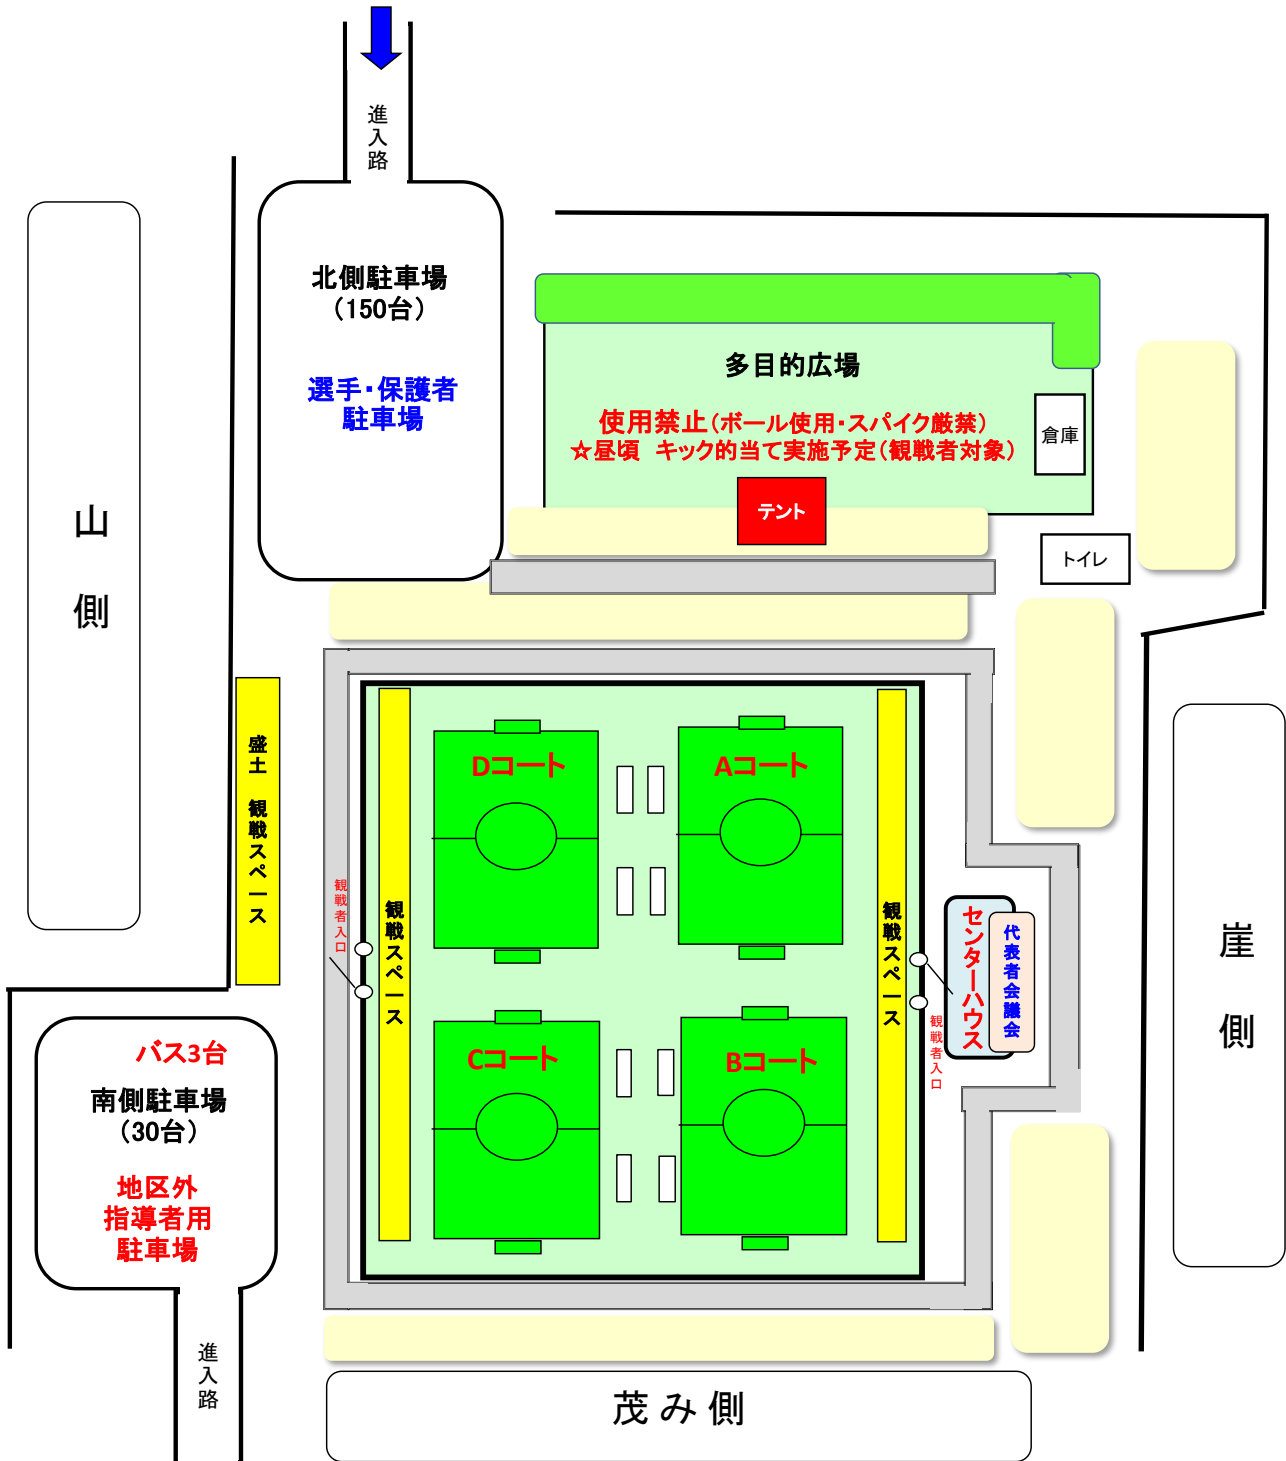 進入路
北側駐車場
（150台）
選手・保護者
駐車場
多目的広場
使用禁止（ボール使用・スパイク厳禁）
☆昼頃　キック的当て実施予定（観戦者対象）
倉庫
テント
トイレ
山側
盛土　観戦スペース
Dコート
Aコート
観戦者入口
観戦スペース
観戦スペース
センターハウス
代表者会議会
観戦者入口
崖側
Cコート
Bコート
バス3台
南側駐車場
（30台）
地区外
指導者用
駐車場
進入路
茂み側